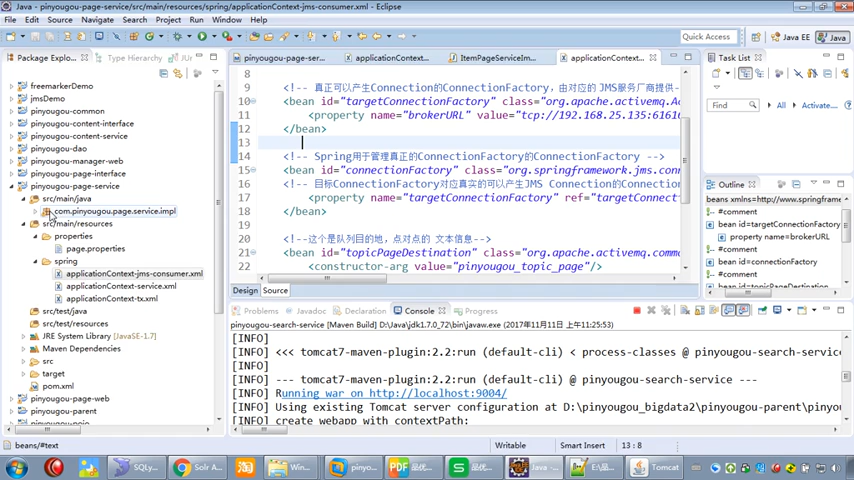 Java - pinyougou-page-service/src/main/resources/spring/applicationContext-jms-consumer.xml - Eclipse
File Edit Source Navigate Search Project Run Window Help
Quick Access
Java EE
Java
Package Explo...
Type Hierarchy
freemarkerDemo
jmsDemo
pinyougou-common
pinyougou-content-interface
pinyougou-content-service
pinyougou-dao
pinyougou-manager-web
pinyougou-page-interface
pinyougou-page-service
src/main/java
com.pinyougou.page.service.impl
src/main/resources
properties
page.properties
spring
applicationContext-jms-consumer.xml
applicationContext-service.xml
applicationContext-tx.xml
src/test/java
src/test/resources
JRE System Library [JavaSE-1.7]
Maven Dependencies
src
target
pom.xml
pinyougou-page-web
pinyougou-parent
pinyougou-pojo
pinyougou-page-ser...
applicationContext...
ItemPageServiceIm...
applicationContext...
8
9 <!-- 真正可以产生Connection的ConnectionFactory，由对应的 JMS服务厂商提供-
10 <bean id="targetConnectionFactory" class="org.apache.activemq.Ac
11 <property name="brokerURL" value="tcp://192.168.25.135:6161
12 </bean>
13
14 <!-- Spring用于管理真正的ConnectionFactory的ConnectionFactory -->
15 <bean id="connectionFactory" class="org.springframework.jms.conn
16 <!-- 目标ConnectionFactory对应真实的可以产生JMS Connection的Connection
17 <property name="targetConnectionFactory" ref="targetConnect
18 </bean>
19
20 <!--这个是队列目的地，点对点的 文本信息-->
21 <bean id="topicPageDestination" class="org.apache.activemq.comma
22 <constructor-arg value="pinyougou_topic_page"/>
Design Source
Task List
Find
All
Activate...
Outline
beans xmlns=http://www.springfram
#comment
bean id=targetConnectionFactory
property name=brokerURL
#comment
bean id=connectionFactory
#comment
Problems
Javadoc
Declaration
Console
Progress
pinyougou-search-service [Maven Build] D:\Java\jdk1.7.0_72\bin\javaw.exe (2017年11月11日 上午11:25:53)
[INFO]
[INFO] <<< tomcat7-maven-plugin:2.2:run (default-cli) < process-classes @ pinyougou-search-service
[INFO]
[INFO] --- tomcat7-maven-plugin:2.2:run (default-cli) @ pinyougou-search-service ---
[INFO] Running war on http://localhost:9004/
[INFO] Using existing Tomcat server configuration at D:\pinyougou_bigdata2\pinyougou-parent\pinyou
[INFO] create webapp with contextPath:
beans/#text
Writable
Smart Insert
13 : 8
SQLy...
Solr A...
Win...
pinyo...
品优...
品优...
Java -...
E:\品...
Tomcat